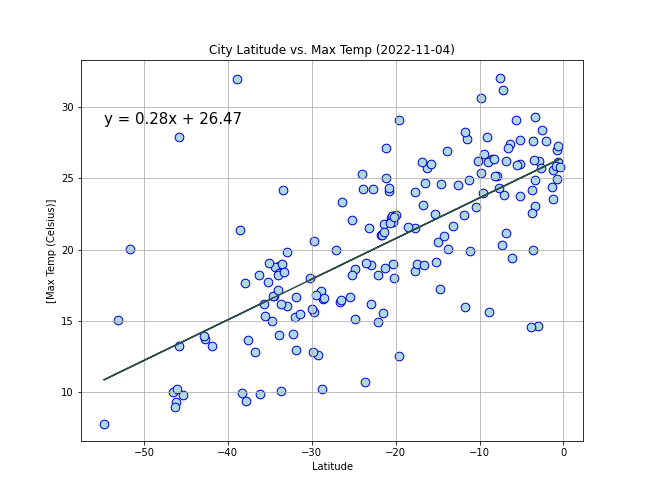 City Latitude vs. Max Temp (2022-11-04)
y = 0.28x + 26.47
[Max Temp (Celsius)]
30
25
20
15
10
−50 −40 −30 −20 −10 0
Latitude